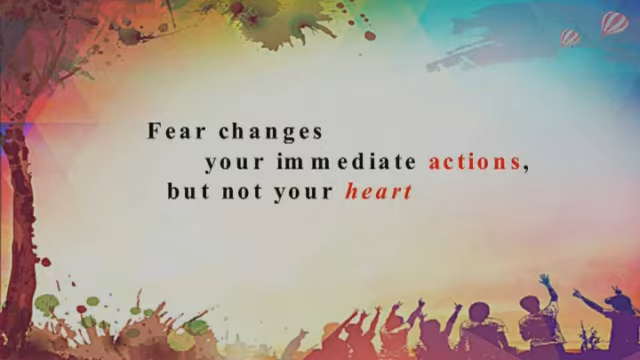 Fear changes
your immediate actions,
but not your heart